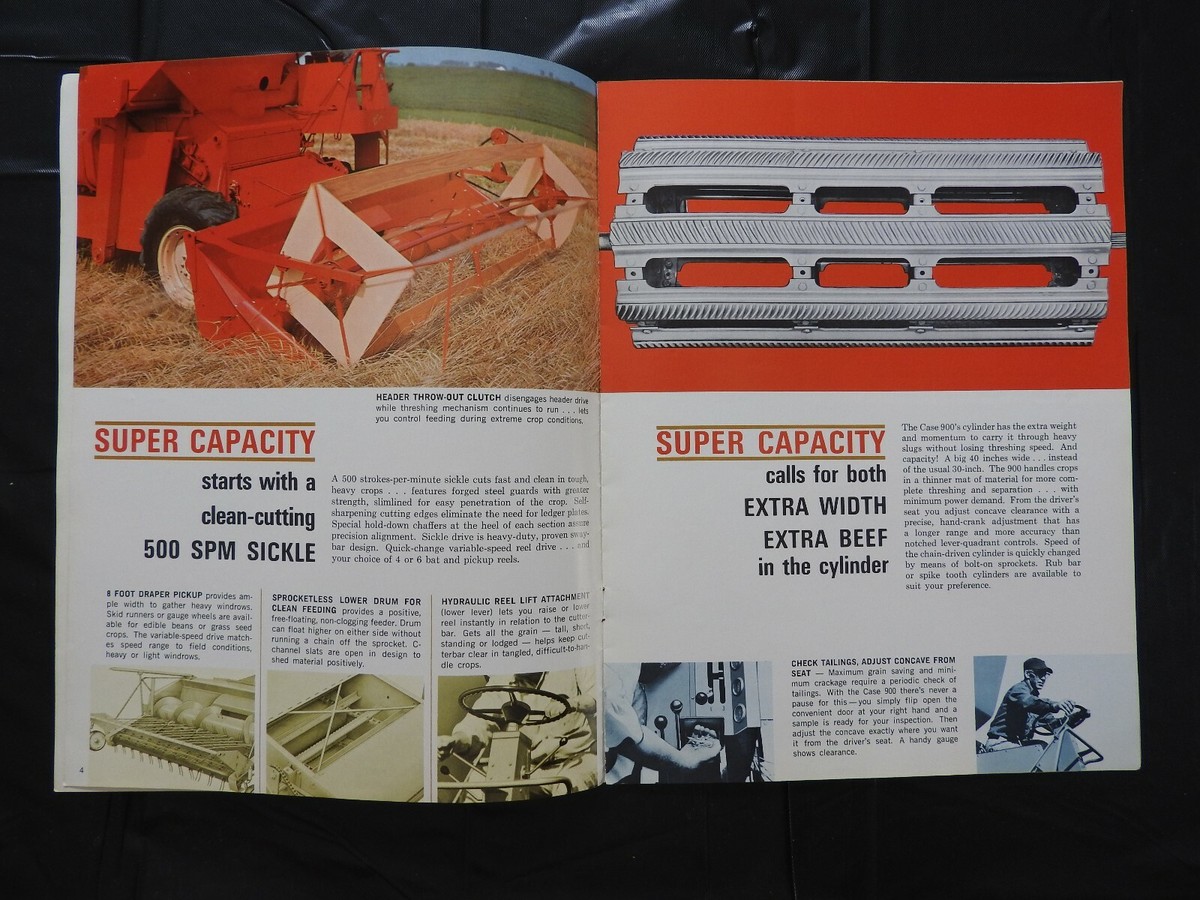 HEADER THROW-OUT CLUTCH disengages header drive
while threshing mechanism continues to run . . . lets
you control feeding during extreme crop conditions.
SUPER CAPACITY
starts with a
clean-cutting
500 SPM SICKLE
A 500 strokes-per-minute sickle cuts fast and clean in tough,
heavy crops . . . features forged steel guards with greater
strength, slimlined for easy penetration of the crop. Self-
sharpening cutting edges eliminate the need for ledger plates.
Special hold-down chaffers at the heel of each section assure
precision alignment. Sickle drive is heavy-duty, proven sway-
bar design. Quick-change variable-speed reel drive . . . and
your choice of 4 or 6 bat and pickup reels.
8 FOOT DRAPER PICKUP provides am-
ple width to gather heavy windrows.
Skid runners or gauge wheels are avail-
able for edible beans or grass seed
crops. The variable-speed drive match-
es speed range to field conditions,
heavy or light windrows.
SPROCKETLESS LOWER DRUM FOR
CLEAN FEEDING provides a positive,
free-floating, non-clogging feeder. Drum
can float higher on either side without
running a chain off the sprocket. C-
channel slats are open in design to
shed material positively.
HYDRAULIC REEL LIFT ATTACHMENT
(lower lever) lets you raise or lower
reel instantly in relation to the cutter-
bar. Gets all the grain — tall, short,
standing or lodged — helps keep cut-
terbar clear in tangled, difficult-to-han-
dle crops.
4
SUPER CAPACITY
calls for both
EXTRA WIDTH
EXTRA BEEF
in the cylinder
The Case 900's cylinder has the extra weight
and momentum to carry it through heavy
slugs without losing threshing speed. And
capacity! A big 40 inches wide . . . instead
of the usual 30-inch. The 900 handles crops
in a thinner mat of material for more com-
plete threshing and separation . . . with
minimum power demand. From the driver's
seat you adjust concave clearance with a
precise, hand-crank adjustment that has
a longer range and more accuracy than
notched lever-quadrant controls. Speed of
the chain-driven cylinder is quickly changed
by means of bolt-on sprockets. Rub bar
or spike tooth cylinders are available to
suit your preference.
CHECK TAILINGS, ADJUST CONCAVE FROM
SEAT — Maximum grain saving and mini-
mum crackage require a periodic check of
tailings. With the Case 900 there's never a
pause for this — you simply flip open the
convenient door at your right hand and a
sample is ready for your inspection. Then
adjust the concave exactly where you want
it from the driver's seat. A handy gauge
shows clearance.